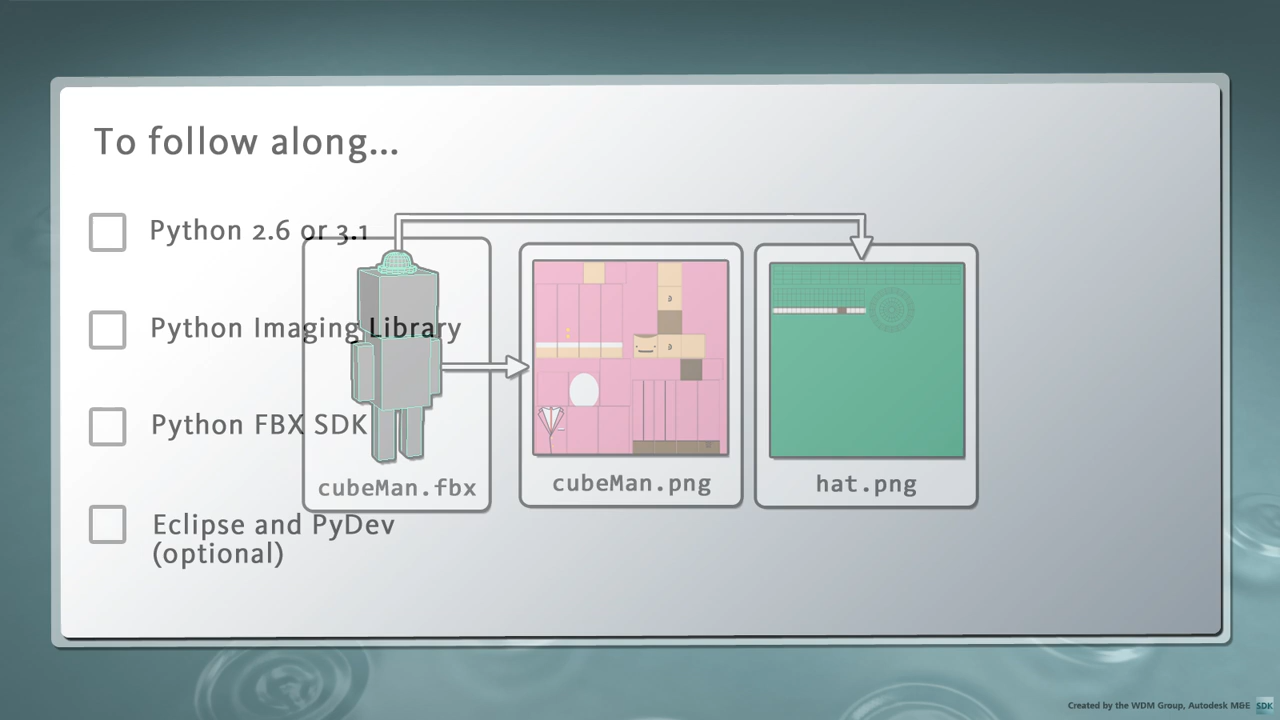 To follow along...
Python 2.6 or 3.1
Python Imaging Library
Python FBX SDK
Eclipse and PyDev
(optional)
cubeMan.fbx
cubeMan.png
hat.png
Created by the WDM Group, Autodesk M&E
SDK